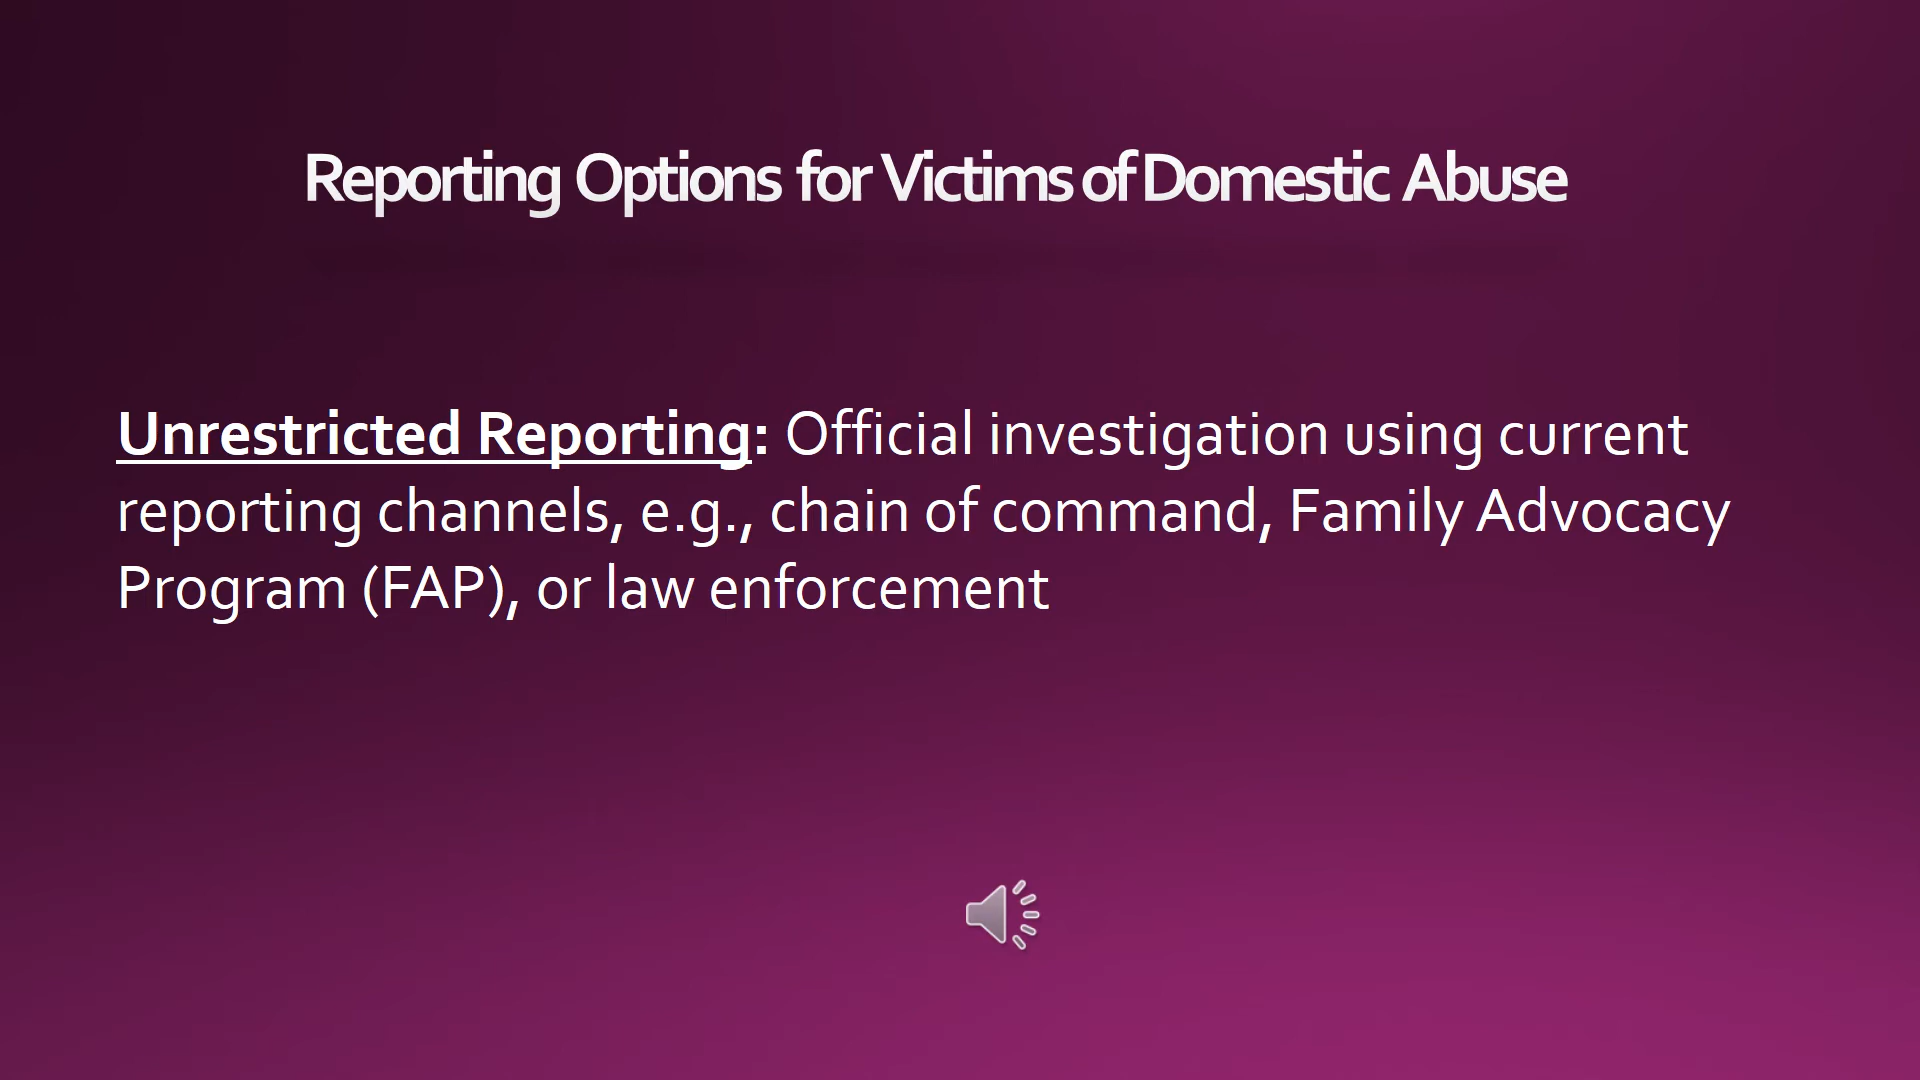 Reporting Options for Victims of Domestic Abuse
Unrestricted Reporting: Official investigation using current
reporting channels, e.g., chain of command, Family Advocacy
Program (FAP), or law enforcement